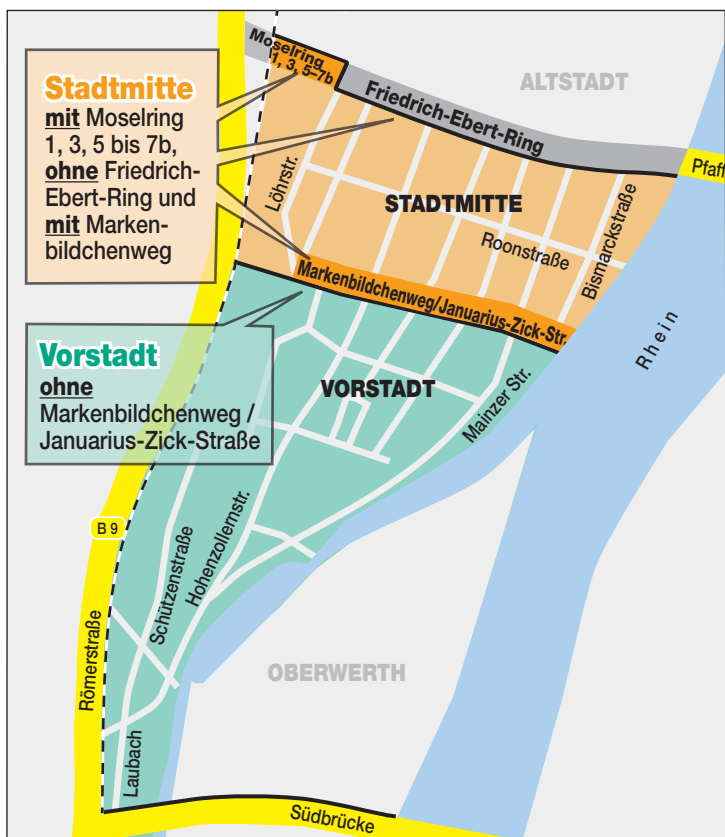 Moselring
1, 3, 5–7b
ALTSTADT
Friedrich-Ebert-Ring
Pfaff
Stadtmitte
mit Moselring
1, 3, 5 bis 7b,
ohne Friedrich-
Ebert-Ring und
mit Marken-
bildchenweg
Löhrstr.
STADTMITTE
Roonstraße
Bismarckstraße
Markenbildchenweg/Januarius-Zick-Str.
Rhein
Vorstadt
ohne
Markenbildchenweg /
Januarius-Zick-Straße
VORSTADT
Mainzer Str.
B 9
Schützenstraße
Hohenzollernstr.
Römerstraße
OBERWERTH
Laubach
Südbrücke